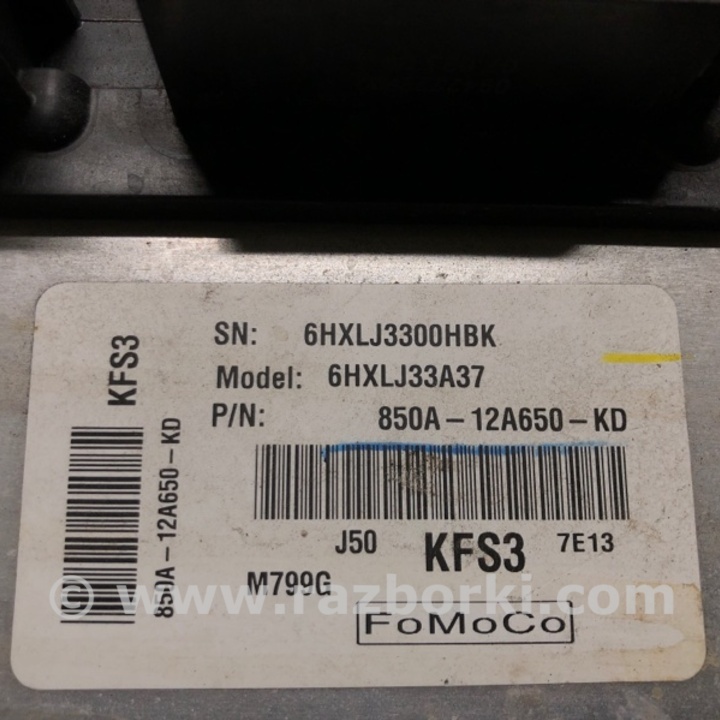 SN: 6HXLJ3300HBK
Model: 6HXLJ33A37
P/N: 850A-12A650-KD
J50 KFS3 7E13
M799G
FoMoCo
KFS3
850A-12A650-KD
© www.razborki.com